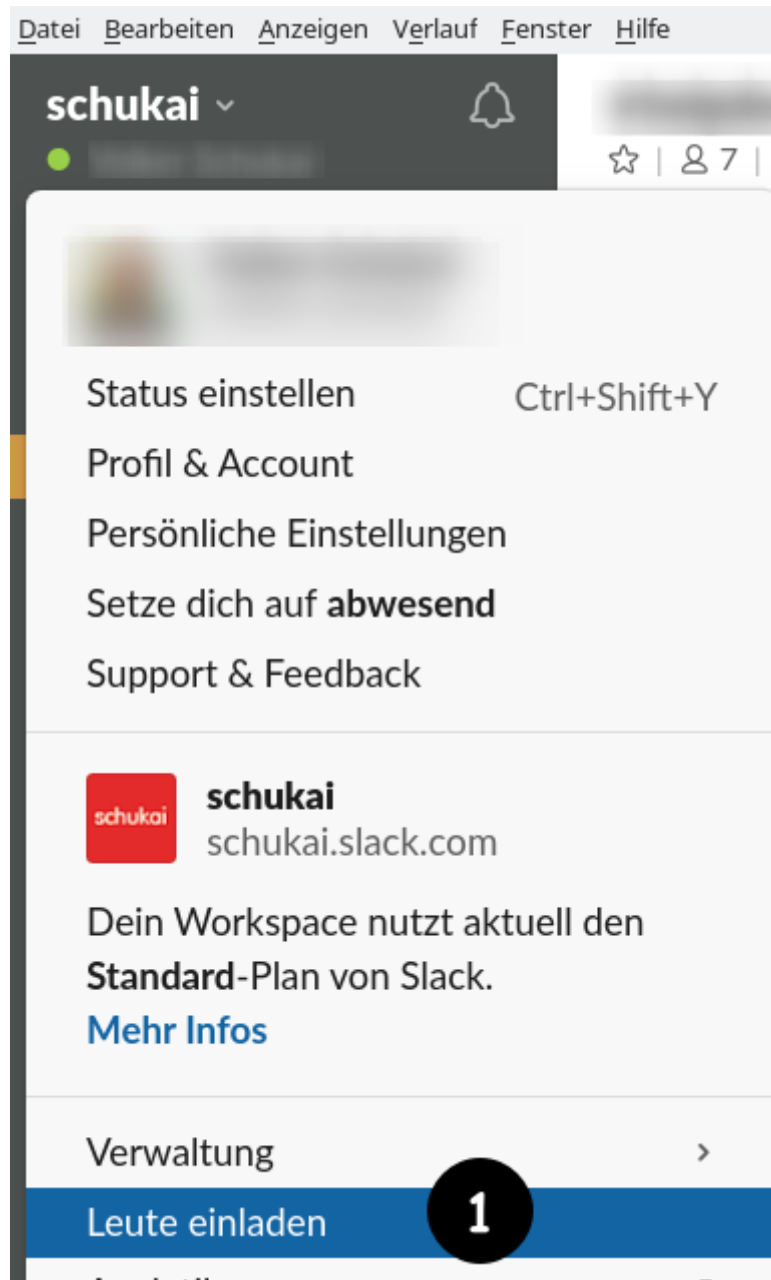 Datei Bearbeiten Anzeigen Verlauf Fenster Hilfe
schukai
7
Status einstellen Ctrl+Shift+Y
Profil & Account
Persönliche Einstellungen
Setze dich auf abwesend
Support & Feedback
schukai
schukai
schukai.slack.com
Dein Workspace nutzt aktuell den
Standard-Plan von Slack.
Mehr Infos
Verwaltung
Leute einladen 1